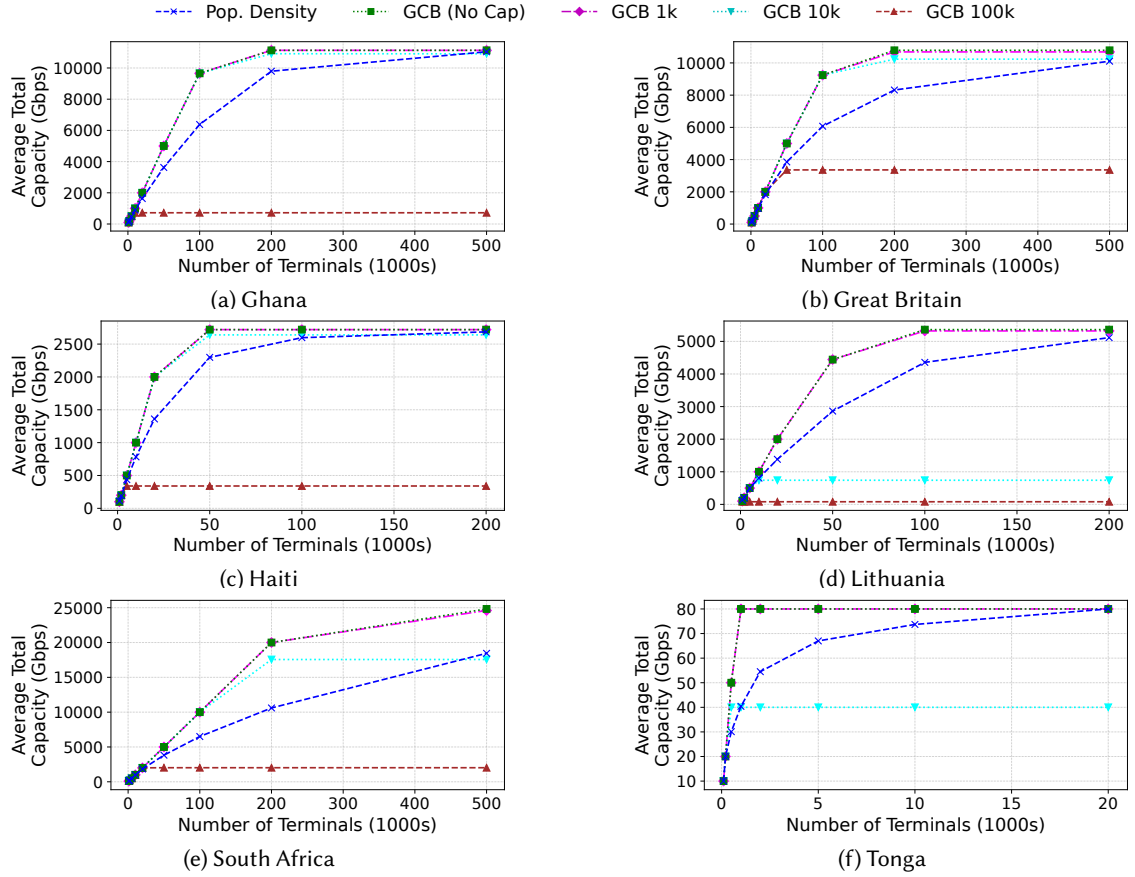 Pop. Density GCB (No Cap) GCB 1k GCB 10k GCB 100k
Average Total
Capacity (Gbps)
10000
8000
6000
4000
2000
0
0 100 200 300 400 500
Number of Terminals (1000s)
(a) Ghana
Average Total
Capacity (Gbps)
10000
8000
6000
4000
2000
0
0 100 200 300 400 500
Number of Terminals (1000s)
(b) Great Britain
Average Total
Capacity (Gbps)
2500
2000
1500
1000
500
0
0 50 100 150 200
Number of Terminals (1000s)
(c) Haiti
Average Total
Capacity (Gbps)
5000
4000
3000
2000
1000
0
0 50 100 150 200
Number of Terminals (1000s)
(d) Lithuania
Average Total
Capacity (Gbps)
25000
20000
15000
10000
5000
0
0 100 200 300 400 500
Number of Terminals (1000s)
(e) South Africa
Average Total
Capacity (Gbps)
80
70
60
50
40
30
20
10
5 10 15 20
Number of Terminals (1000s)
(f) Tonga